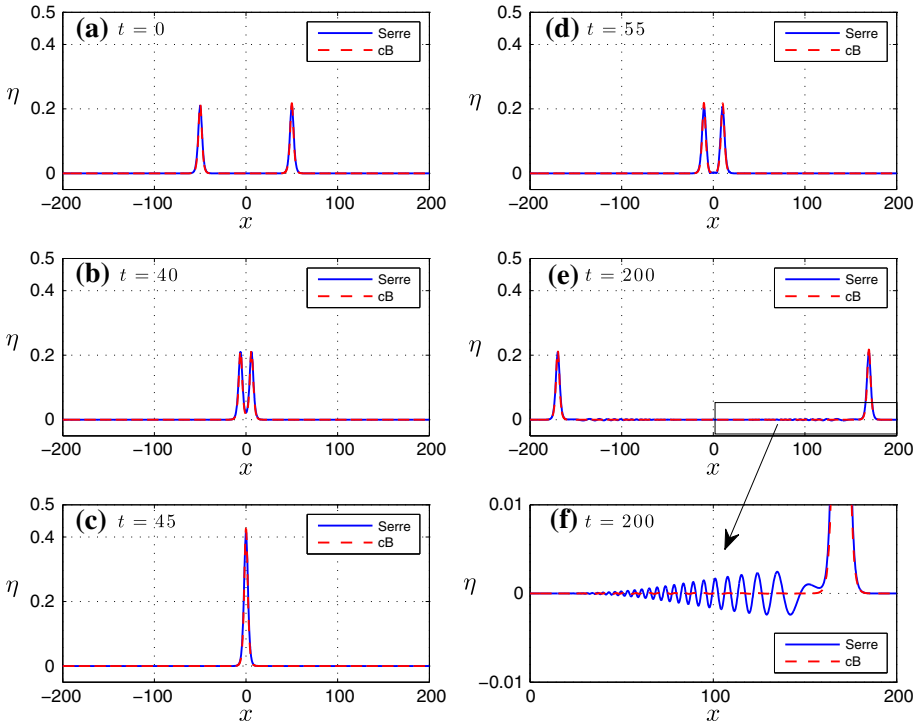 (a) t = 0
Serre
cB
η
0.5
0.4
0.2
0
−200 −100 0 100 200
x
(b) t = 40
Serre
cB
η
0.5
0.4
0.2
0
−200 −100 0 100 200
x
(c) t = 45
Serre
cB
η
0.5
0.4
0.2
0
−200 −100 0 100 200
x
(d) t = 55
Serre
cB
η
0.5
0.4
0.2
0
−200 −100 0 100 200
x
(e) t = 200
Serre
cB
η
0.5
0.4
0.2
0
−200 −100 0 100 200
x
(f) t = 200
Serre
cB
η
0.01
0
−0.01
0 100 200
x